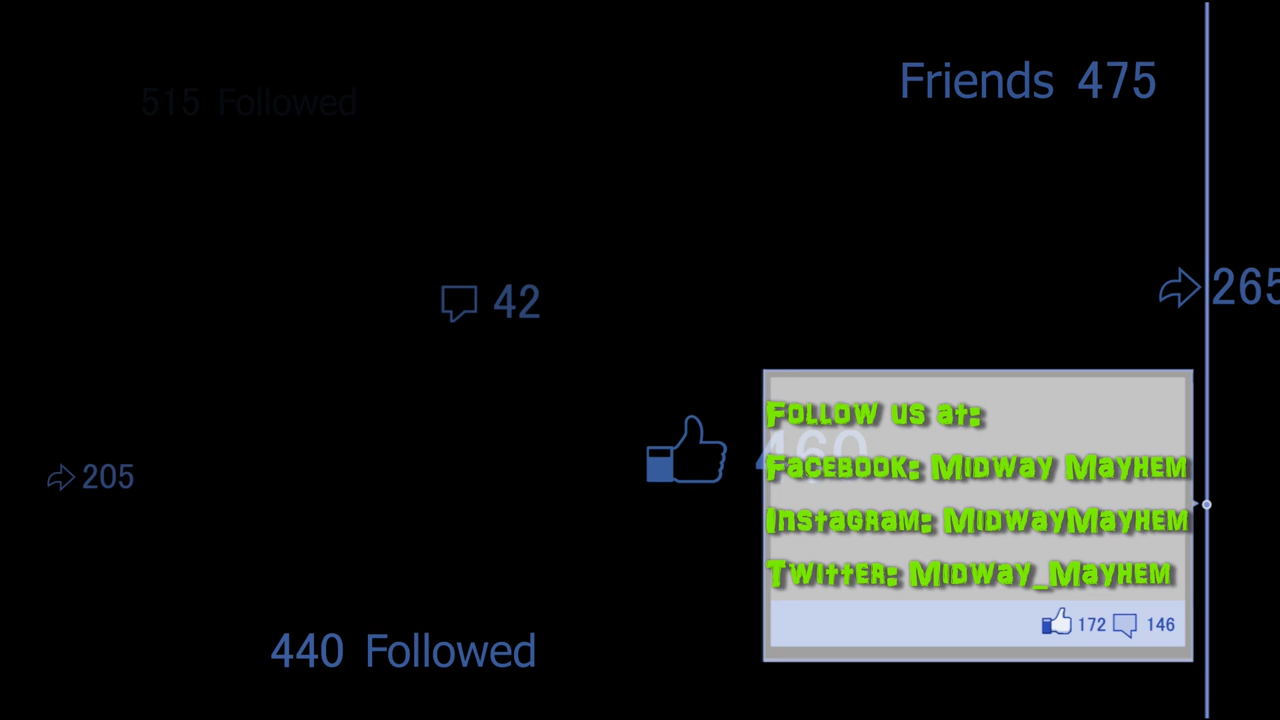 Friends 475
515 Followed
265
42
460
Follow us at:
Facebook: Midway Mayhem
Instagram: MidwayMayhem
Twitter: Midway_Mayhem
205
172 146
440 Followed